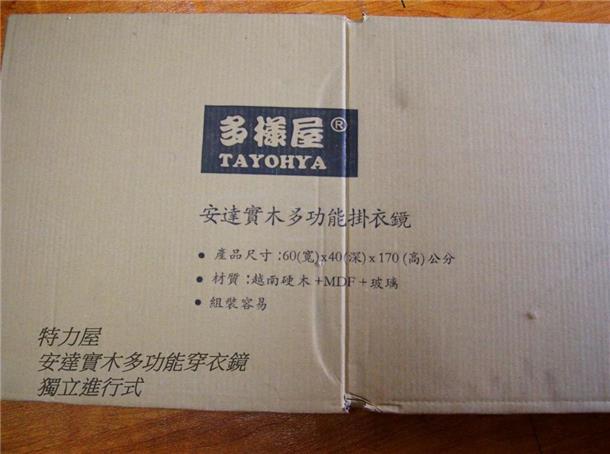 多樣屋®
TAYOHYA
安達實木多功能掛衣鏡
● 產品尺寸:60(寬)x40(深)x170(高)公分
● 材質:越南硬木+MDF+玻璃
● 組裝容易
特力屋
安達實木多功能穿衣鏡
獨立進行式